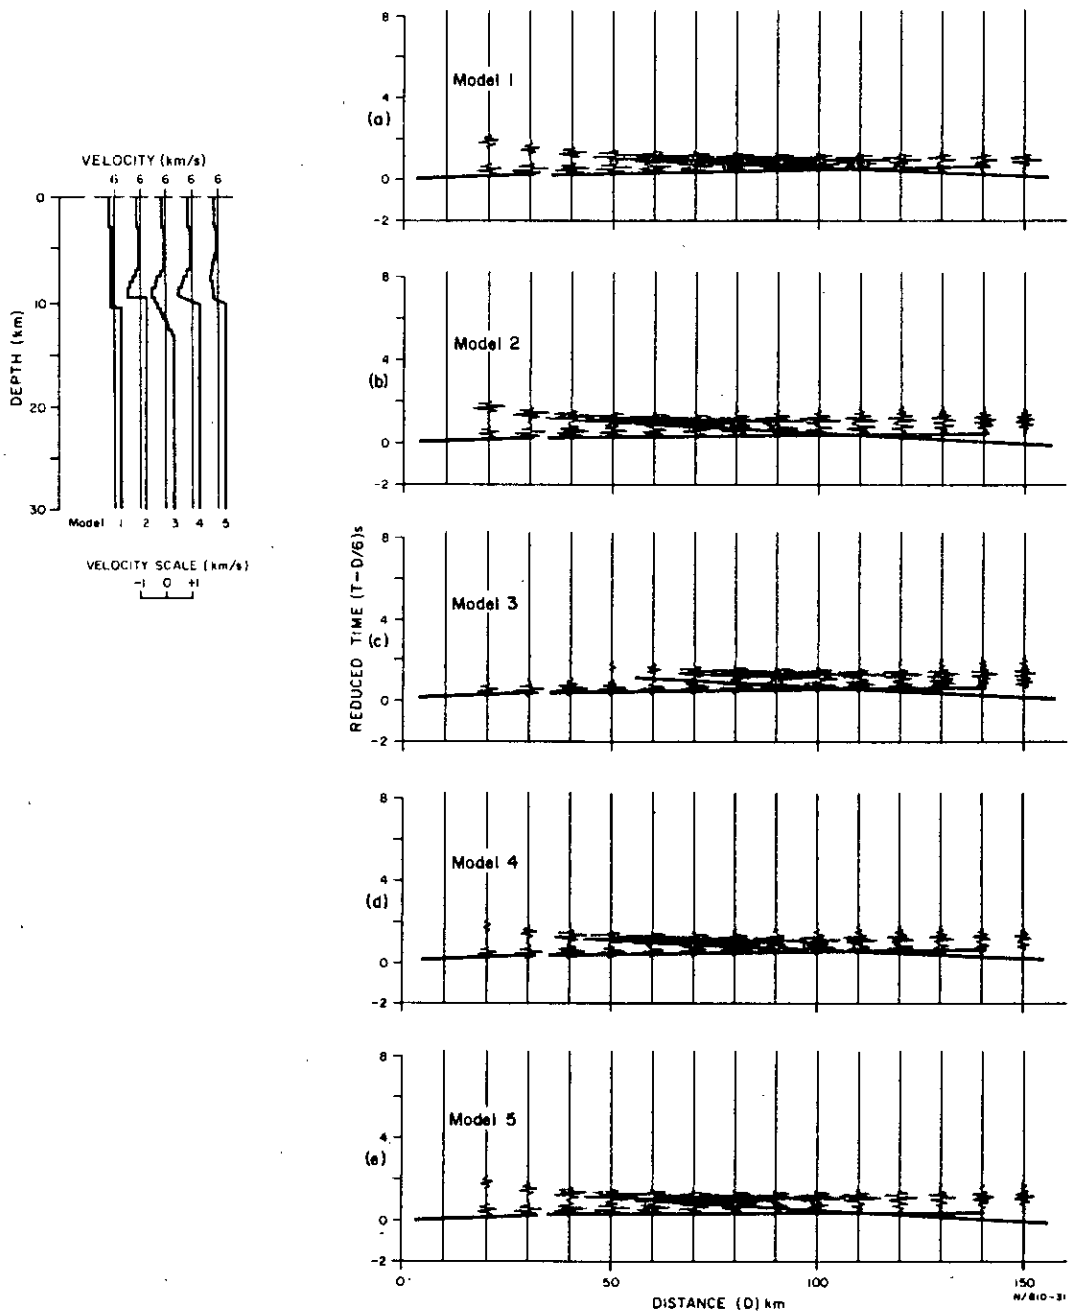 VELOCITY (km/s)
6 6 6 6 6
0
10
20
30
DEPTH (km)
Model 1 2 3 4 5
VELOCITY SCALE (km/s)
-1 0 +1
8
Model 1
4
(a)
0
-2
8
Model 2
4
(b)
0
-2
8
Model 3
4
(c)
0
-2
REDUCED TIME (T-D/6)s
8
Model 4
4
(d)
0
-2
8
Model 5
4
(e)
0
-2
0 50 100 150
DISTANCE (D) km
N/810-31